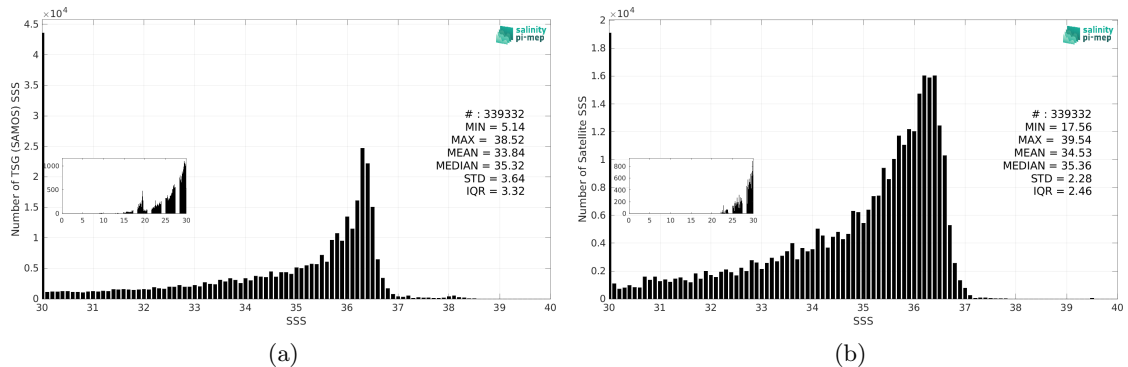 ×10⁴
4.5
4
3.5
3
2.5
2
1.5
1
0.5
0
Number of TSG (SAMOS) SSS
salinity
pi-mep
# : 339332
MIN = 5.14
MAX = 38.52
MEAN = 33.84
MEDIAN = 35.32
STD = 3.64
IQR = 3.32
1000
500
0
0 5 10 15 20 25 30
30 31 32 33 34 35 36 37 38 39 40
SSS
(a)
×10⁴
2
1.8
1.6
1.4
1.2
1
0.8
0.6
0.4
0.2
0
Number of Satellite SSS
salinity
pi-mep
# : 339332
MIN = 17.56
MAX = 39.54
MEAN = 34.53
MEDIAN = 35.36
STD = 2.28
IQR = 2.46
800
600
400
200
0
0 5 10 15 20 25 30
30 31 32 33 34 35 36 37 38 39 40
SSS
(b)